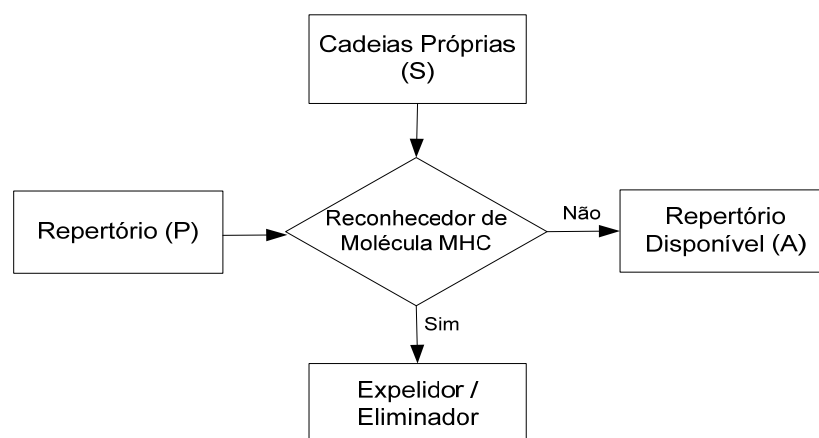 Cadeias Próprias
(S)
Repertório (P)
Reconhecedor de
Molécula MHC
Não
Repertório
Disponível (A)
Sim
Expelidor /
Eliminador